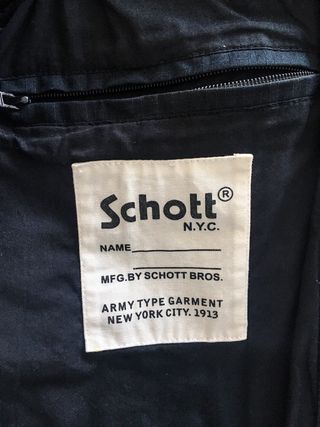 Schott®
N.Y.C.
NAME
MFG.BY SCHOTT BROS.
ARMY TYPE GARMENT
NEW YORK CITY. 1913